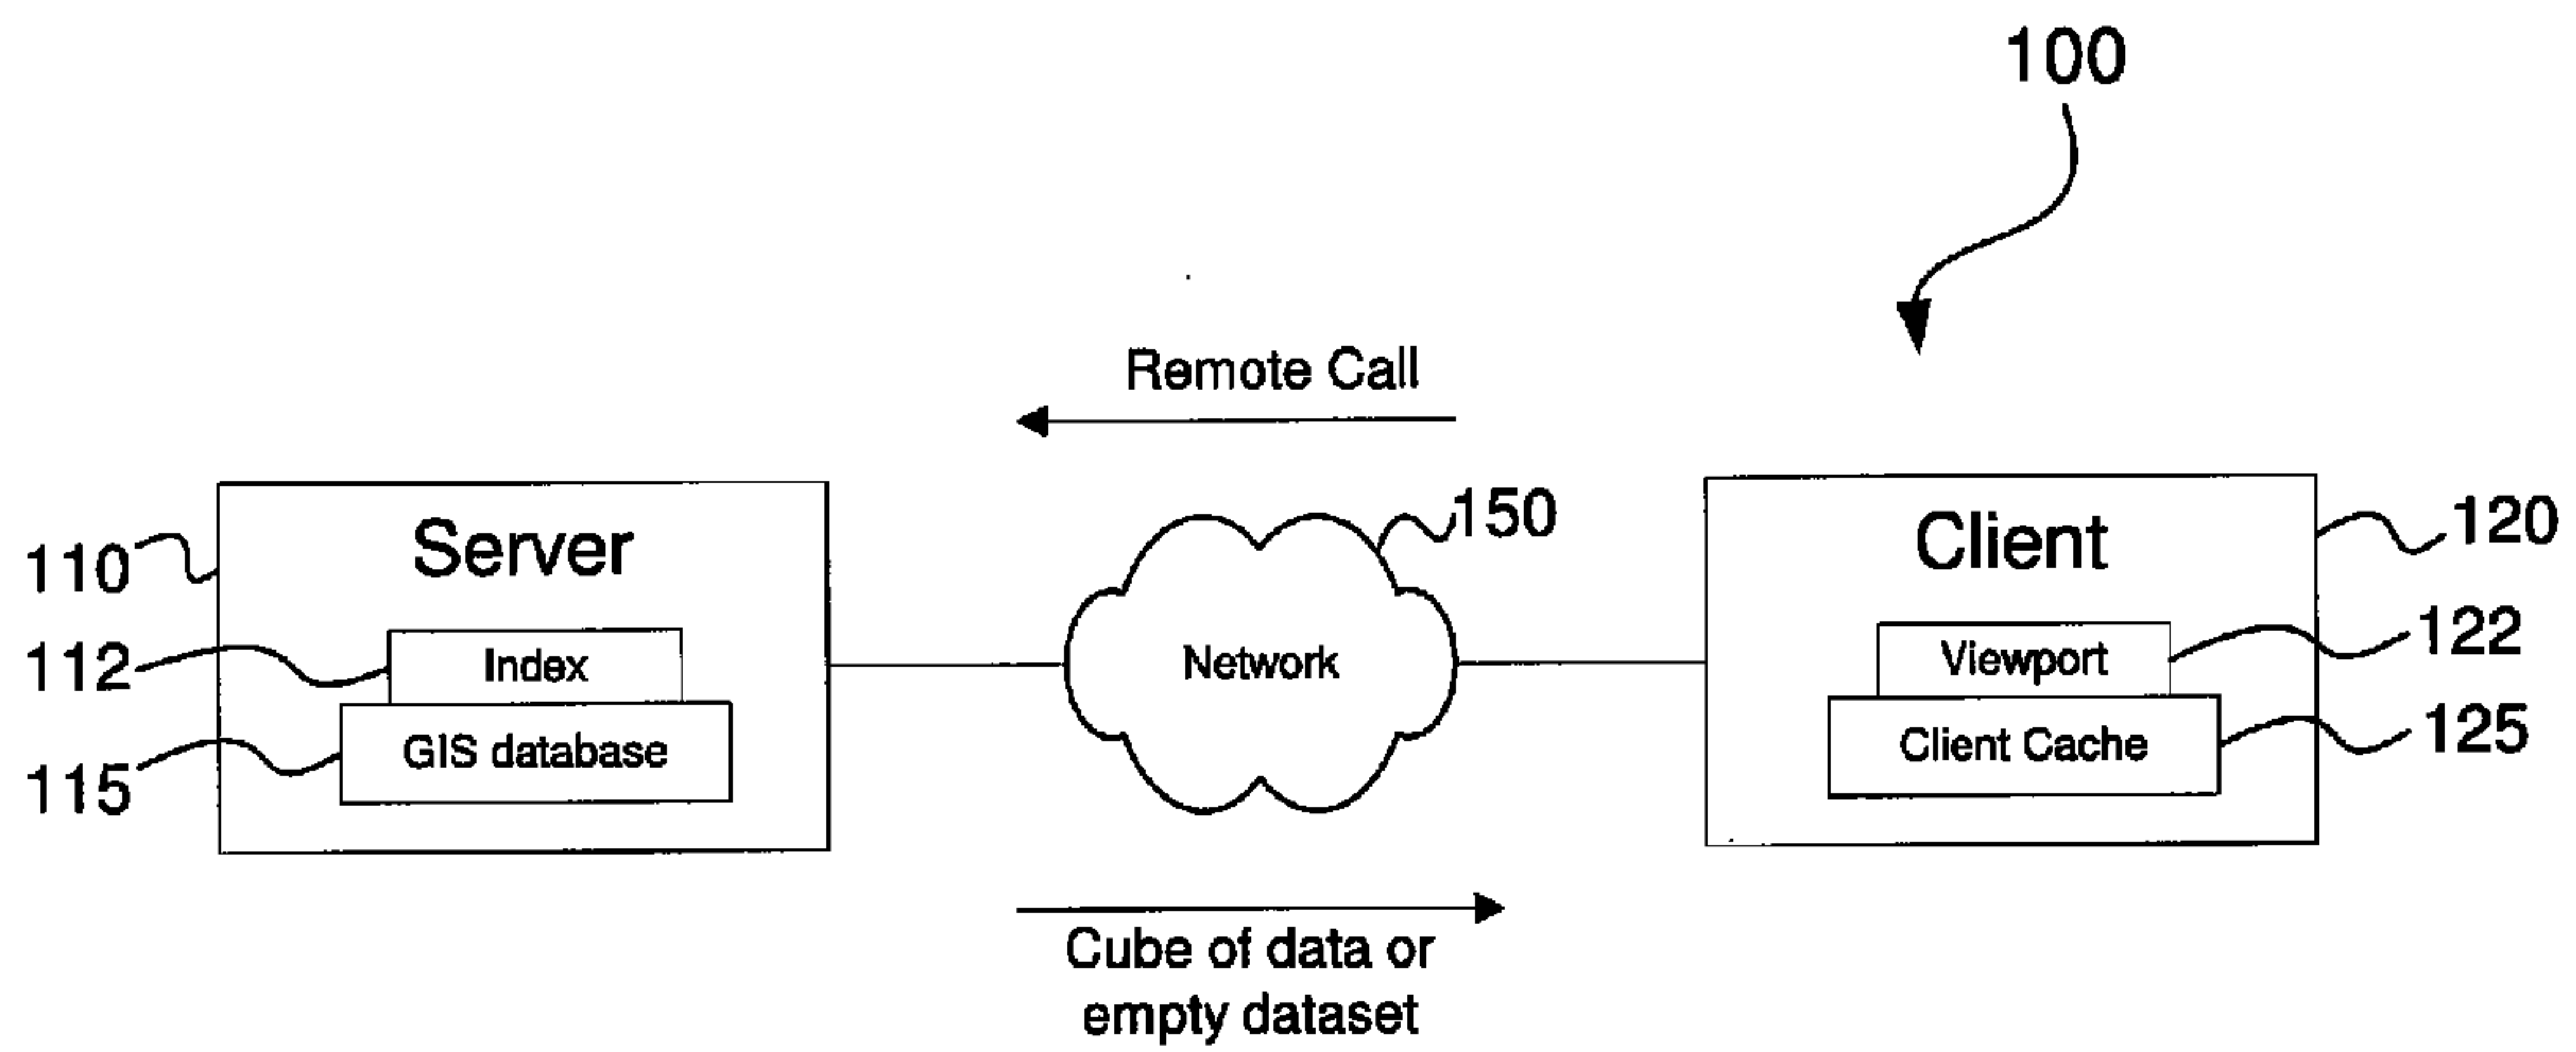 100
Remote Call
150
Server
Client
120
110
Index
Network
Viewport
122
112
GIS database
Client Cache
125
115
Cube of data or
empty dataset